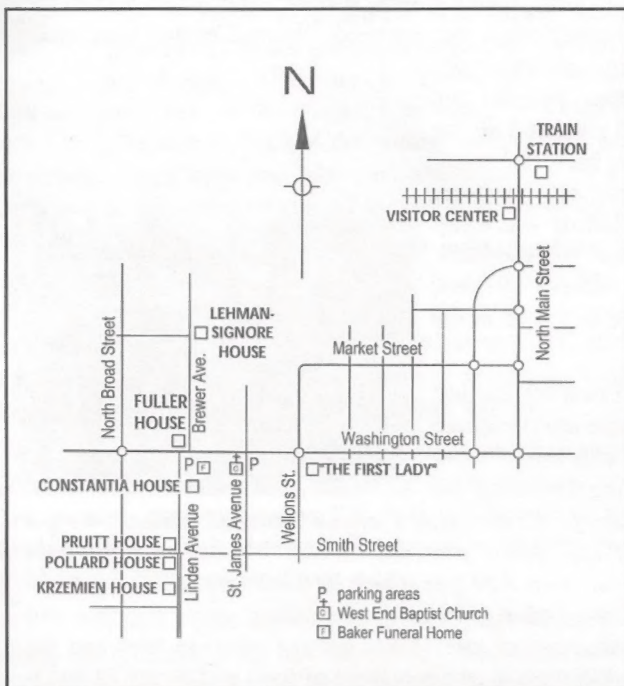 N
TRAIN
STATION
VISITOR CENTER
North Main Street
North Broad Street
Brewer Ave.
LEHMAN-
SIGNORE
HOUSE
Market Street
FULLER
HOUSE
Washington Street
P F C P
"THE FIRST LADY"
CONSTANTIA HOUSE
Linden Avenue
St. James Avenue
Wellons St.
PRUITT HOUSE
Smith Street
POLLARD HOUSE
KRZEMIEN HOUSE
P parking areas
C West End Baptist Church
F Baker Funeral Home